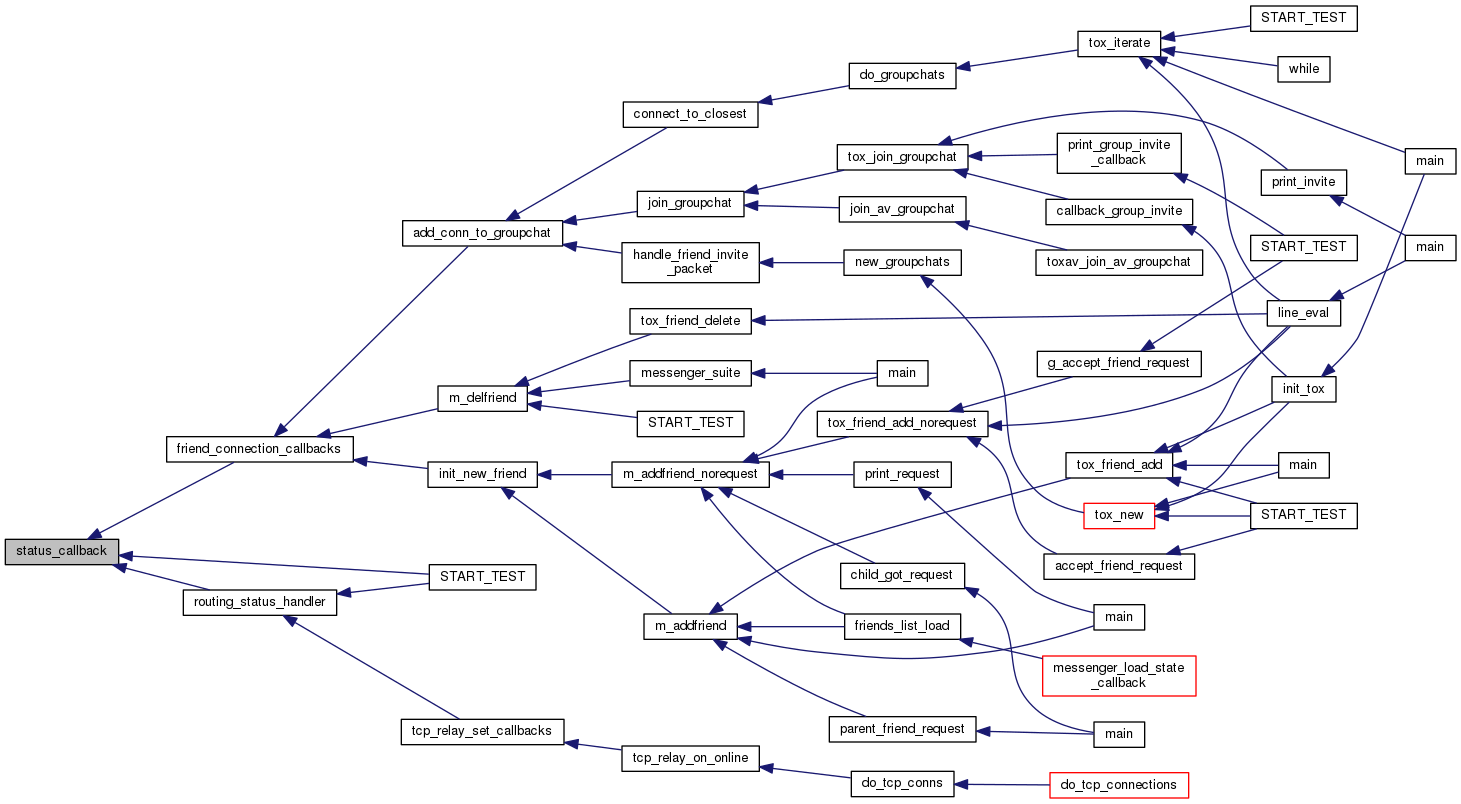 START_TEST
tox_iterate
while
do_groupchats
connect_to_closest
main
print_group_invite
_callback
tox_join_groupchat
print_invite
join_groupchat
join_av_groupchat
callback_group_invite
add_conn_to_groupchat
main
START_TEST
handle_friend_invite
_packet
new_groupchats
toxav_join_av_groupchat
line_eval
tox_friend_delete
g_accept_friend_request
messenger_suite
main
init_tox
m_delfriend
START_TEST
tox_friend_add_norequest
friend_connection_callbacks
tox_friend_add
main
init_new_friend
m_addfriend_norequest
print_request
tox_new
START_TEST
status_callback
accept_friend_request
START_TEST
child_got_request
routing_status_handler
main
m_addfriend
friends_list_load
messenger_load_state
_callback
parent_friend_request
main
tcp_relay_set_callbacks
tcp_relay_on_online
do_tcp_conns
do_tcp_connections